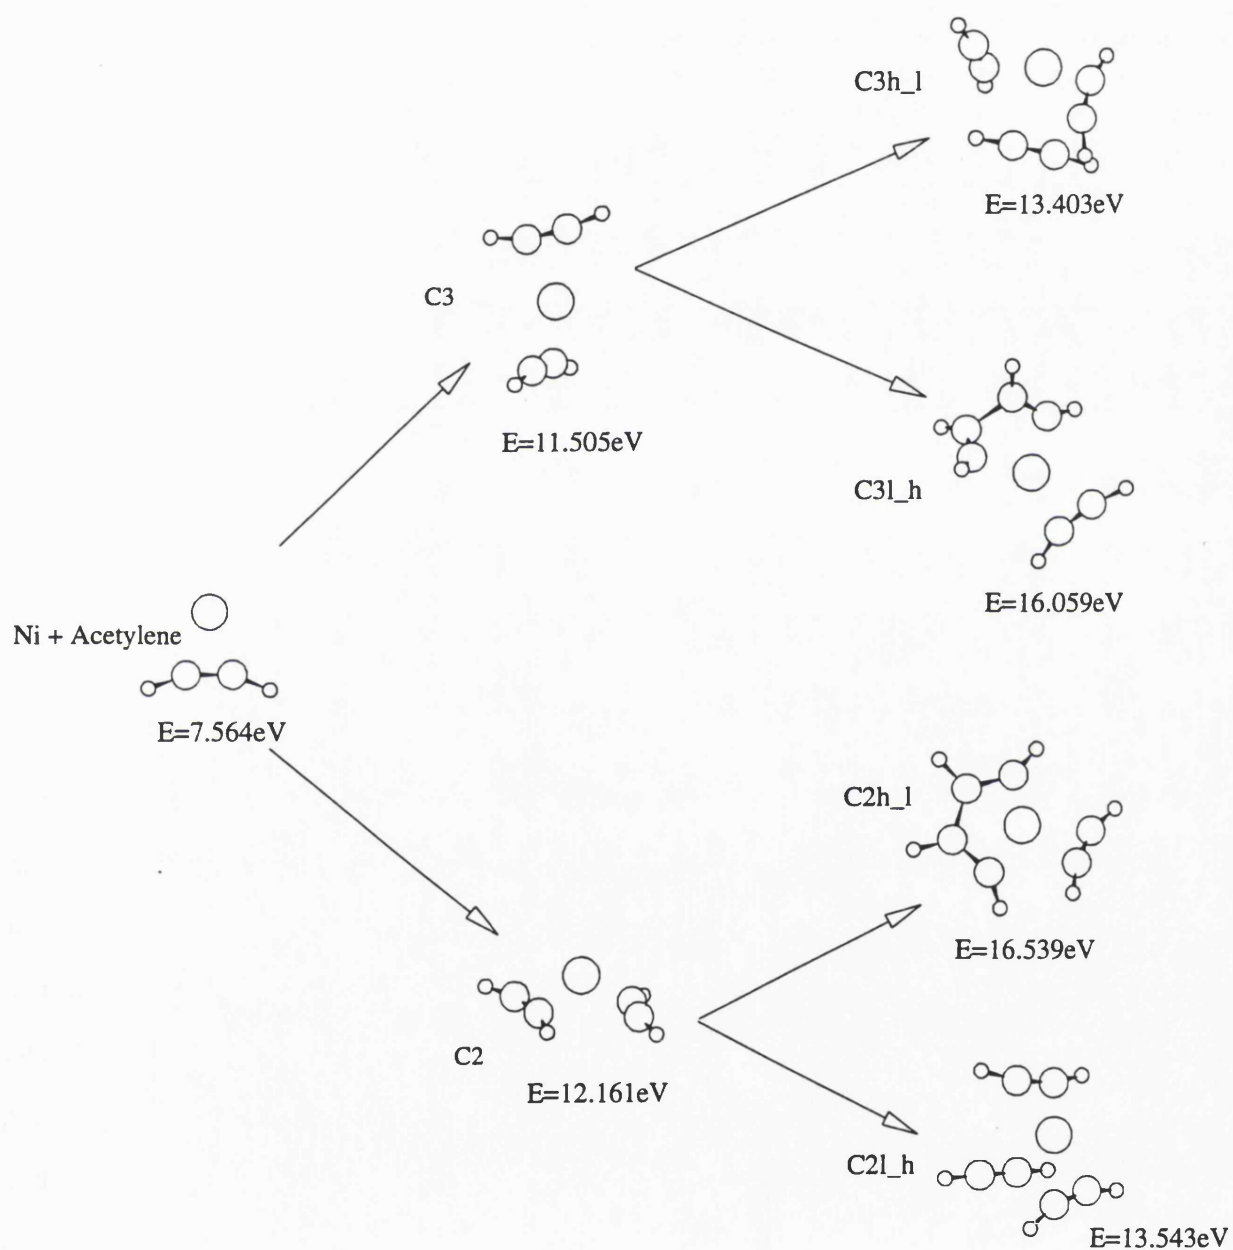 C3h_l
E=13.403eV
C3
E=11.505eV
C3l_h
E=16.059eV
Ni + Acetylene
E=7.564eV
C2h_l
E=16.539eV
C2
E=12.161eV
C2l_h
E=13.543eV